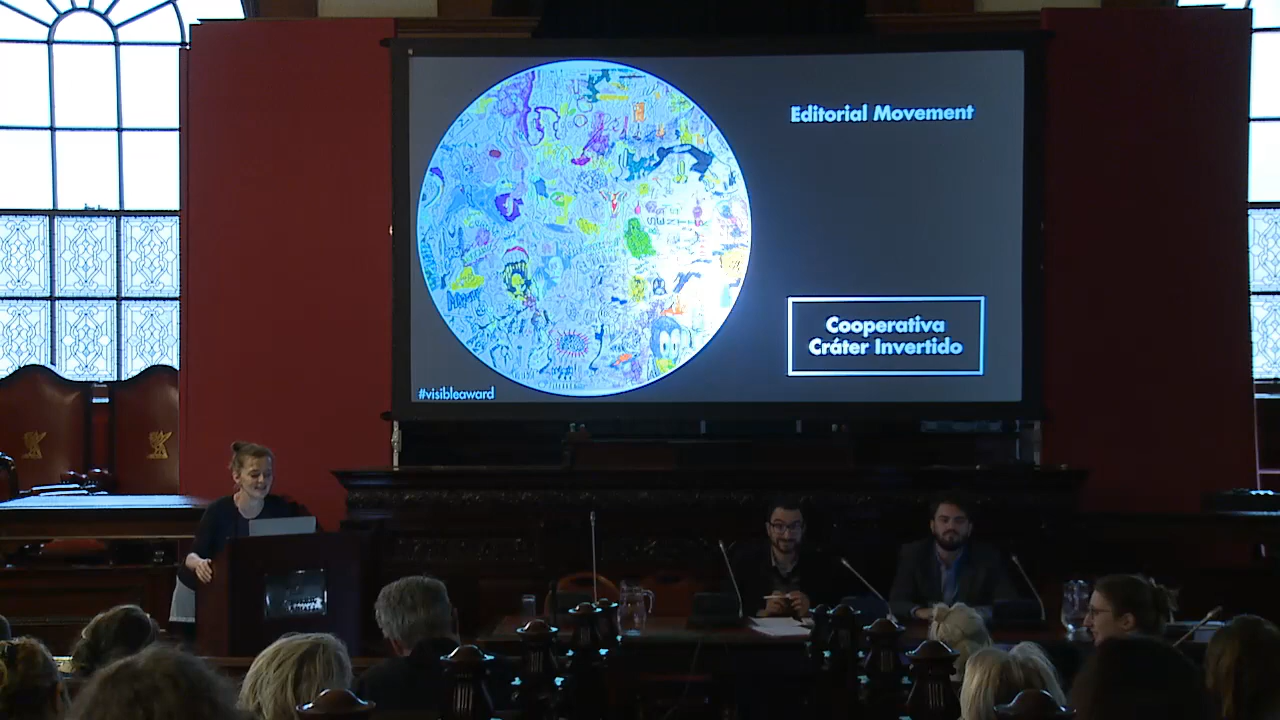 Editorial Movement
Cooperativa
Cráter Invertido
#visibleaward